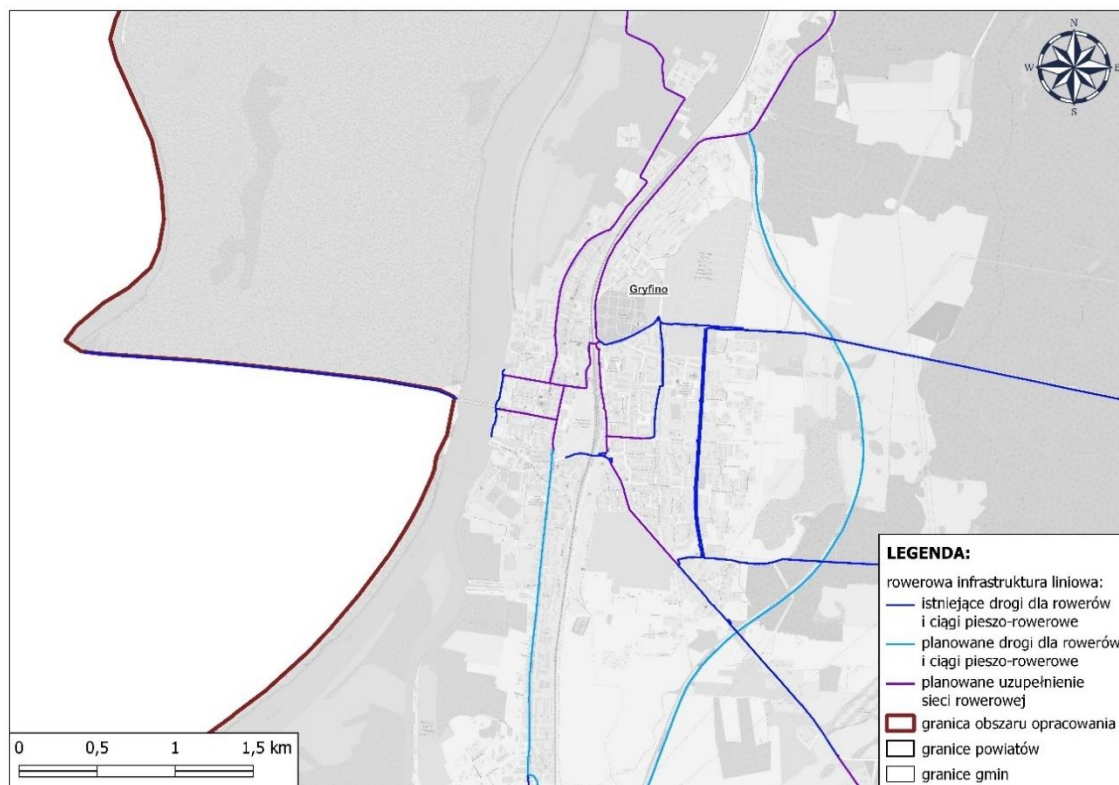 N
W
E
S
Gryfino
LEGENDA:
rowerowa infrastruktura liniowa:
istniejące drogi dla rowerów
i ciągi pieszo-rowerowe
planowane drogi dla rowerów
i ciągi pieszo-rowerowe
planowane uzupełnienie
sieci rowerowej
granica obszaru opracowania
granice powiatów
granice gmin
0 0,5 1 1,5 km